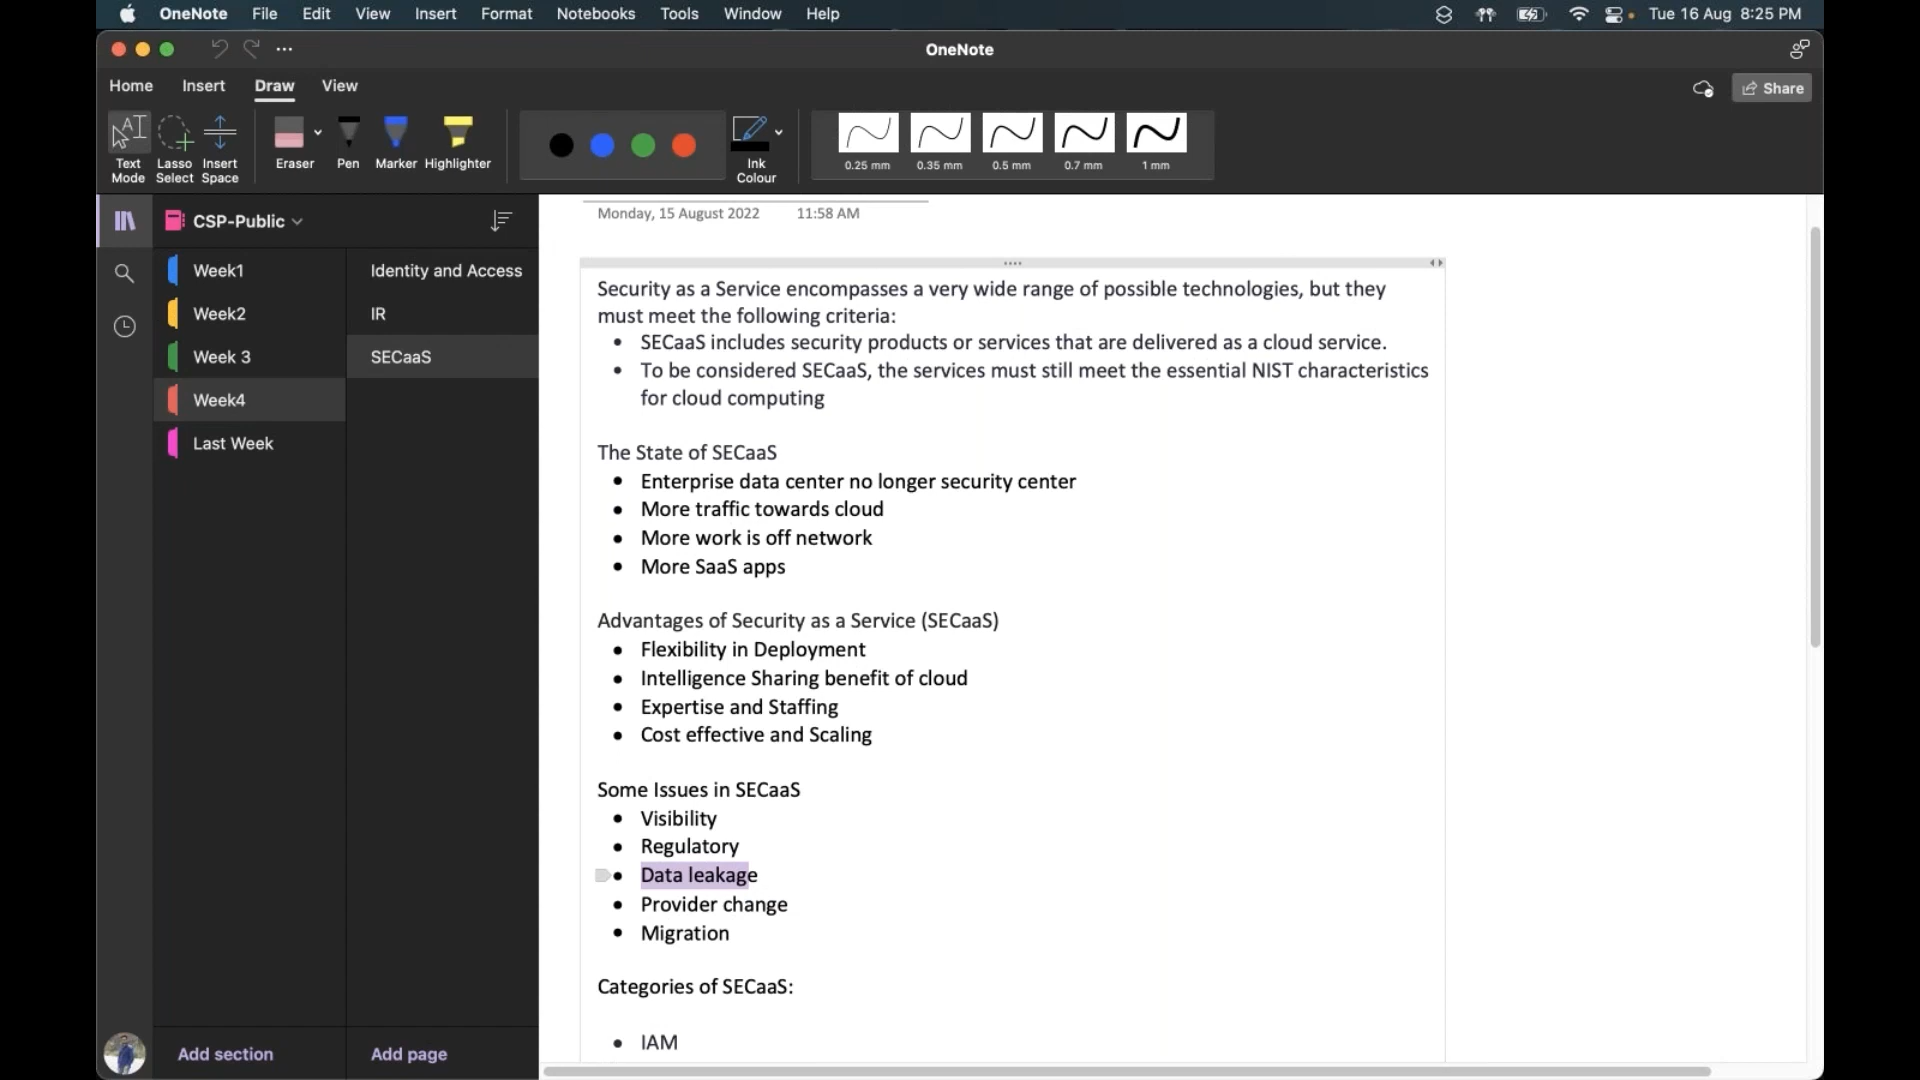 OneNote File Edit View Insert Format Notebooks Tools Window Help Tue 16 Aug 8:25 PM
OneNote
Home Insert Draw View Share
Text Mode
Lasso Select
Insert Space
Eraser
Pen
Marker
Highlighter
Ink Colour
0.25 mm 0.35 mm 0.5 mm 0.7 mm 1 mm
CSP-Public
Week1
Week2
Week 3
Week4
Last Week
Add section
Identity and Access
IR
SECaaS
Add page
Monday, 15 August 2022 11:58 AM
Security as a Service encompasses a very wide range of possible technologies, but they
must meet the following criteria:
• SECaaS includes security products or services that are delivered as a cloud service.
• To be considered SECaaS, the services must still meet the essential NIST characteristics
for cloud computing
The State of SECaaS
• Enterprise data center no longer security center
• More traffic towards cloud
• More work is off network
• More SaaS apps
Advantages of Security as a Service (SECaaS)
• Flexibility in Deployment
• Intelligence Sharing benefit of cloud
• Expertise and Staffing
• Cost effective and Scaling
Some Issues in SECaaS
• Visibility
• Regulatory
• Data leakage
• Provider change
• Migration
Categories of SECaaS:
• IAM